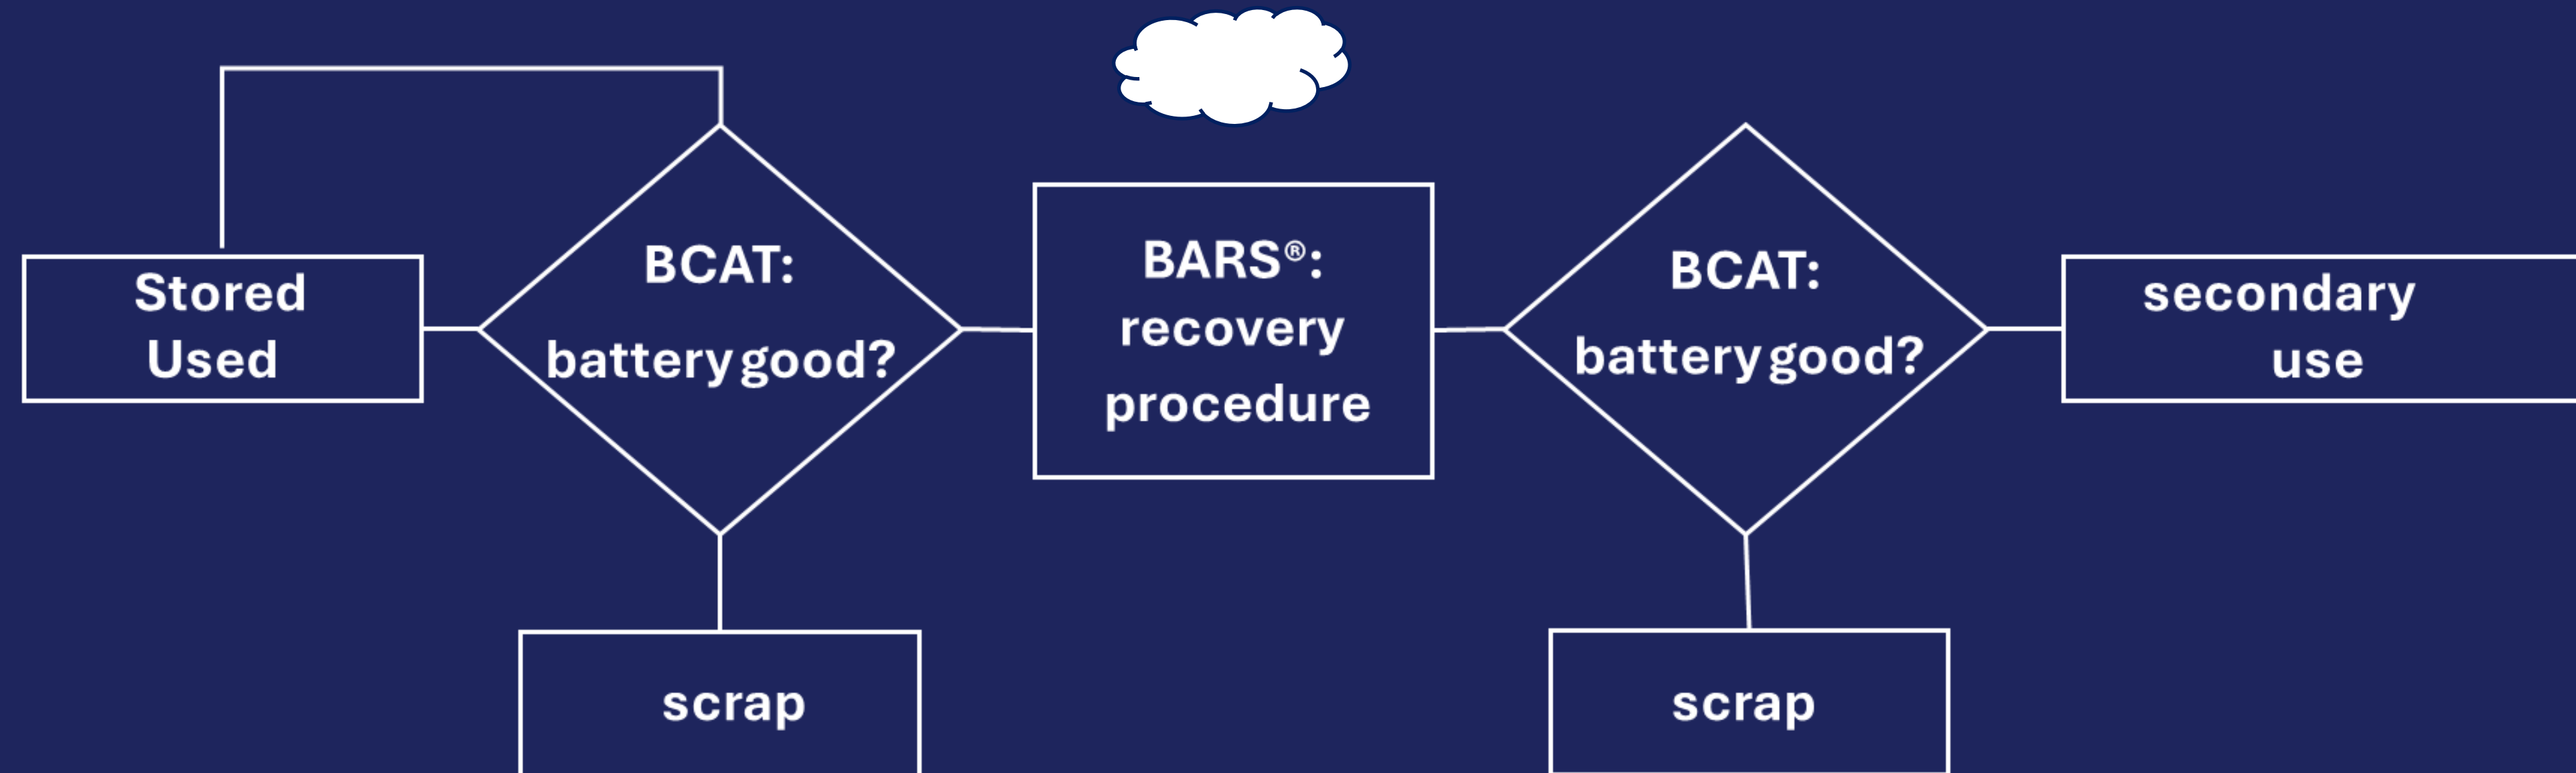 Stored
Used
BCAT:
battery good?
scrap
BARS®:
recovery
procedure
BCAT:
battery good?
scrap
secondary
use